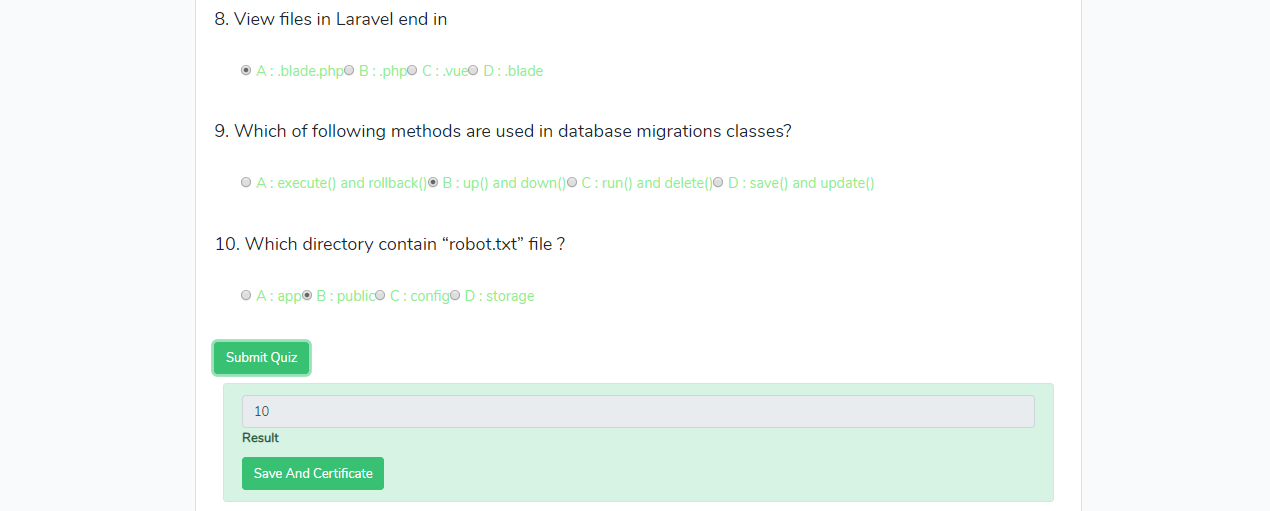 8. View files in Laravel end in
A : .blade.php B : .php C : .vue D : .blade
9. Which of following methods are used in database migrations classes?
A : execute() and rollback() B : up() and down() C : run() and delete() D : save() and update()
10. Which directory contain “robot.txt” file ?
A : app B : public C : config D : storage
Submit Quiz
10
Result
Save And Certificate